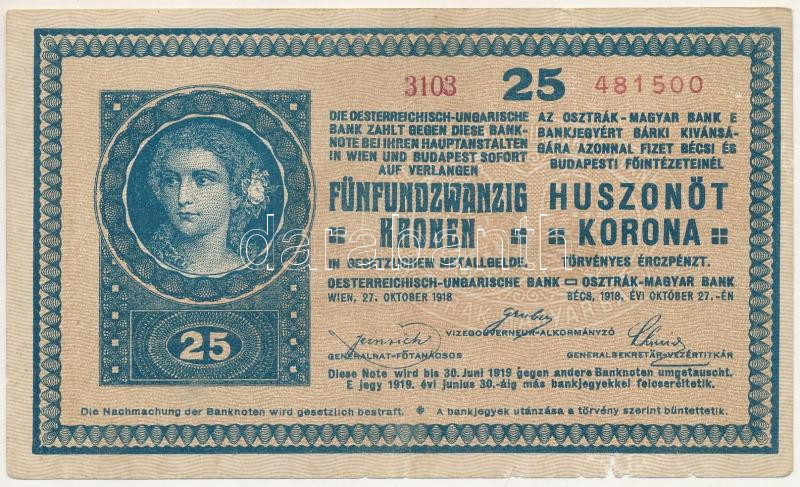 3103 25 481500
DIE OESTERREICHISCH-UNGARISCHE
BANK ZAHLT GEGEN DIESE BANK-
NOTE BEI IHREN HAUPTANSTALTEN
IN WIEN UND BUDAPEST SOFORT
AUF VERLANGEN
FÜNFUNDZWANZIG
KRONEN
IN GESETZLICHEM METALLGELDE.
OESTERREICHISCH-UNGARISCHE BANK
WIEN, 27. OKTOBER 1918
AZ OSZTRÁK-MAGYAR BANK E
BANKJEGYÉRT BÁRKI KIVÁNSÁ-
GÁRA AZONNAL FIZET BÉCSI ÉS
BUDAPESTI FŐINTÉZETEINÉL
HUSZONÖT
KORONA
TÖRVÉNYES ÉRCZPÉNZT.
OSZTRÁK-MAGYAR BANK
BÉCS, 1918. ÉVI OKTÓBER 27.-ÉN
darabanth
25
VIZEGOUVERNEUR-ALKORMÁNYZÓ
GENERALRAT-FŐTANÁCSOS
GENERALSEKRETÄR-VEZÉRTITKÁR
Diese Note wird bis 30. Juni 1919 gegen andere Banknoten umgetauscht.
E jegy 1919. évi junius 30.-áig más bankjegyekkel felcseréltetik.
Die Nachmachung der Banknoten wird gesetzlich bestraft. A bankjegyek utánzása a törvény szerint büntettetik.